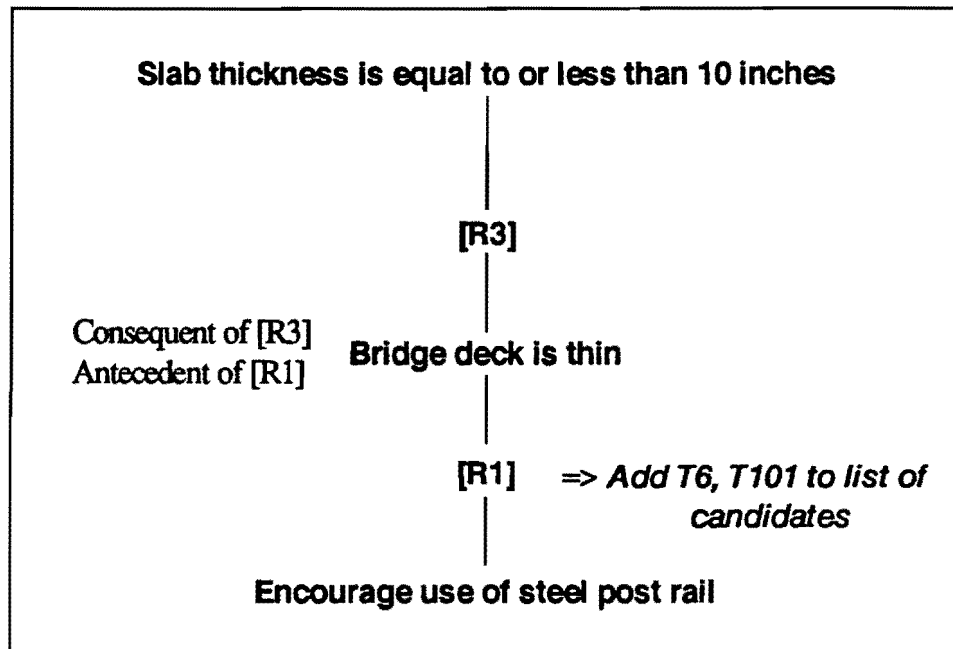 Slab thickness is equal to or less than 10 inches
[R3]
Consequent of [R3]
Antecedent of [R1]
Bridge deck is thin
[R1] => Add T6, T101 to list of
candidates
Encourage use of steel post rail